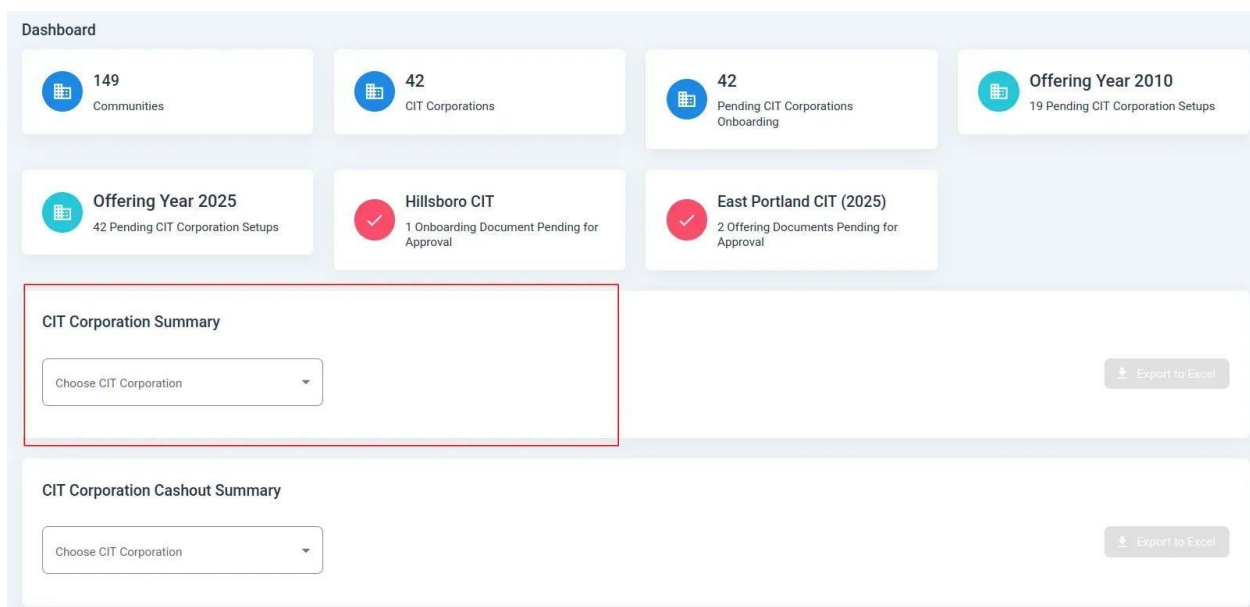 Dashboard
149
Communities
42
CIT Corporations
42
Pending CIT Corporations
Onboarding
Offering Year 2010
19 Pending CIT Corporation Setups
Offering Year 2025
42 Pending CIT Corporation Setups
Hillsboro CIT
1 Onboarding Document Pending for
Approval
East Portland CIT (2025)
2 Offering Documents Pending for
Approval
CIT Corporation Summary
Choose CIT Corporation
Export to Excel
CIT Corporation Cashout Summary
Choose CIT Corporation
Export to Excel